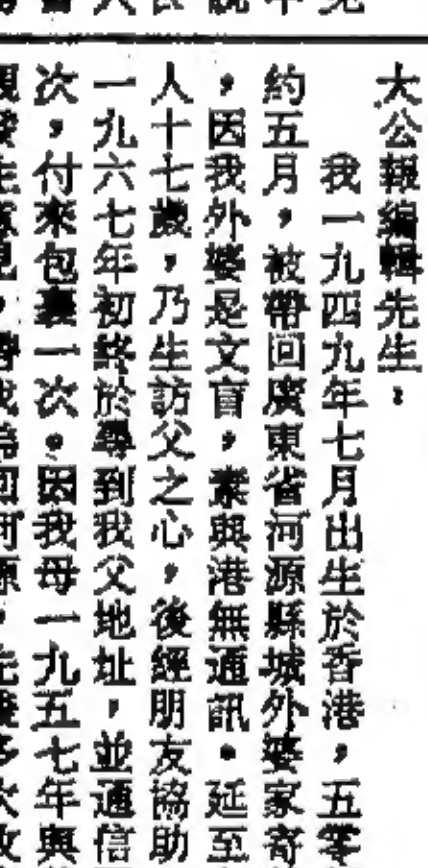 大公報編輯先生：
我一九四九年七月出生於香港，五零
約五月，被帶回廣東省河源縣城外婆家寄
，因我外婆是文盲，素與港無通訊。延至
人十七歲，乃生訪父之心，後經朋友協助
一九六七年初終於尋到我父地址，並通信
次，付來包裹一次。因我母一九五七年與